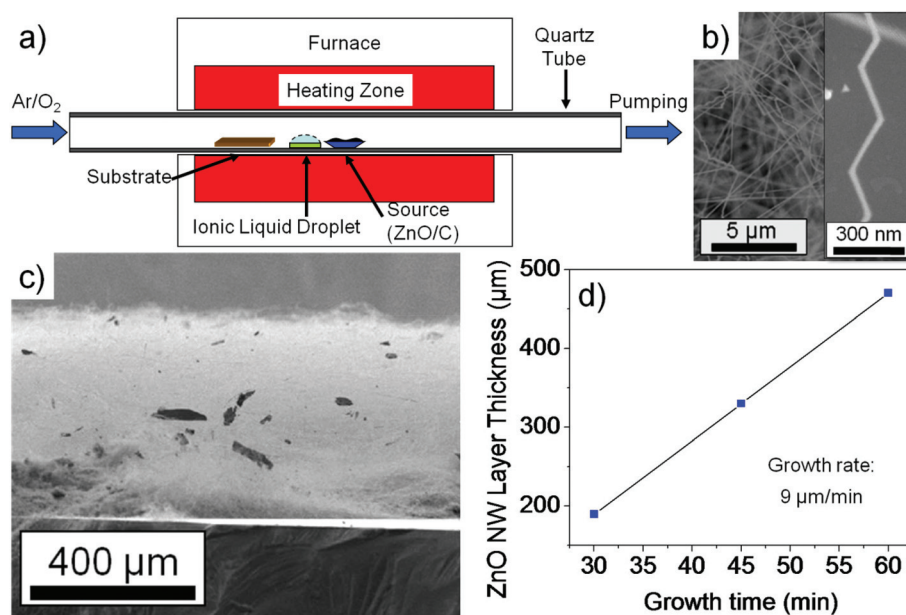 a)
Furnace
Quartz
Tube
Heating Zone
Ar/O₂
Pumping
Substrate
Ionic Liquid Droplet
Source
(ZnO/C)
b)
5 µm
300 nm
c)
400 µm
d)
ZnO NW Layer Thickness (µm)
500
400
300
200
Growth rate:
9 µm/min
30 35 40 45 50 55 60
Growth time (min)